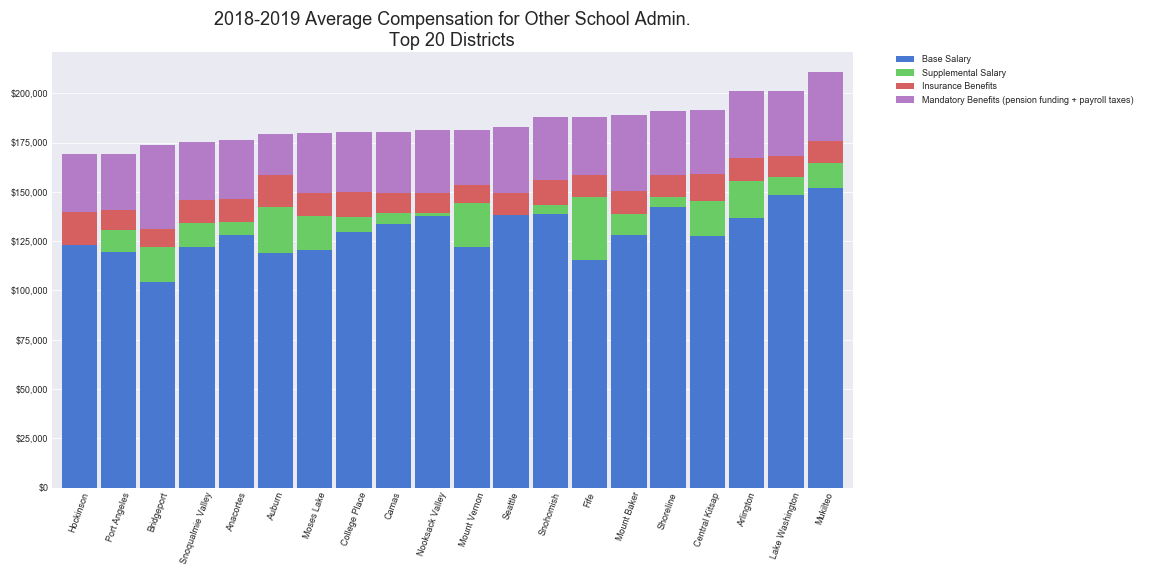 2018-2019 Average Compensation for Other School Admin.
Top 20 Districts
Base Salary
Supplemental Salary
Insurance Benefits
Mandatory Benefits (pension funding + payroll taxes)
$200,000
$175,000
$150,000
$125,000
$100,000
$75,000
$50,000
$25,000
$0
Hockinson
Port Angeles
Bridgeport
Snoqualmie Valley
Anacortes
Auburn
Moses Lake
College Place
Camas
Nooksack Valley
Mount Vernon
Seattle
Snohomish
Fife
Mount Baker
Shoreline
Central Kitsap
Arlington
Lake Washington
Mukilteo